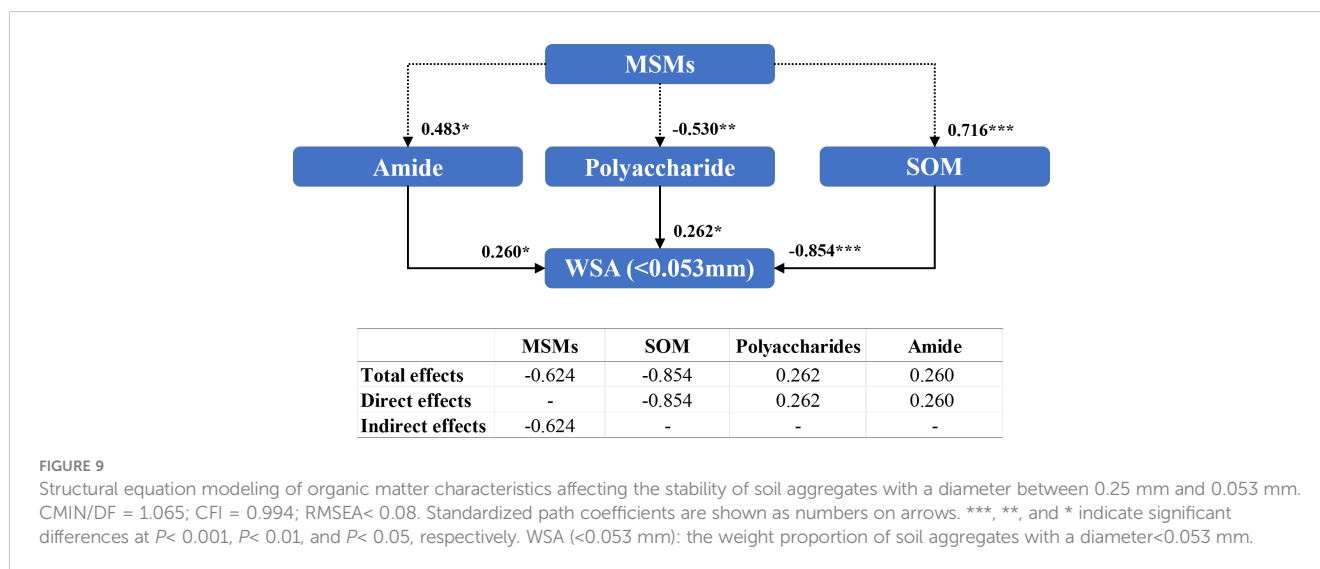 MSMs
0.483*
-0.530**
0.716***
Amide
Polyaccharide
SOM
0.260*
0.262*
-0.854***
WSA (<0.053mm)
MSMs SOM Polyaccharides Amide
Total effects -0.624 -0.854 0.262 0.260
Direct effects - -0.854 0.262 0.260
Indirect effects -0.624 - - -
FIGURE 9
Structural equation modeling of organic matter characteristics affecting the stability of soil aggregates with a diameter between 0.25 mm and 0.053 mm.
CMIN/DF = 1.065; CFI = 0.994; RMSEA< 0.08. Standardized path coefficients are shown as numbers on arrows. ***, **, and * indicate significant
differences at P< 0.001, P< 0.01, and P< 0.05, respectively. WSA (<0.053 mm): the weight proportion of soil aggregates with a diameter<0.053 mm.